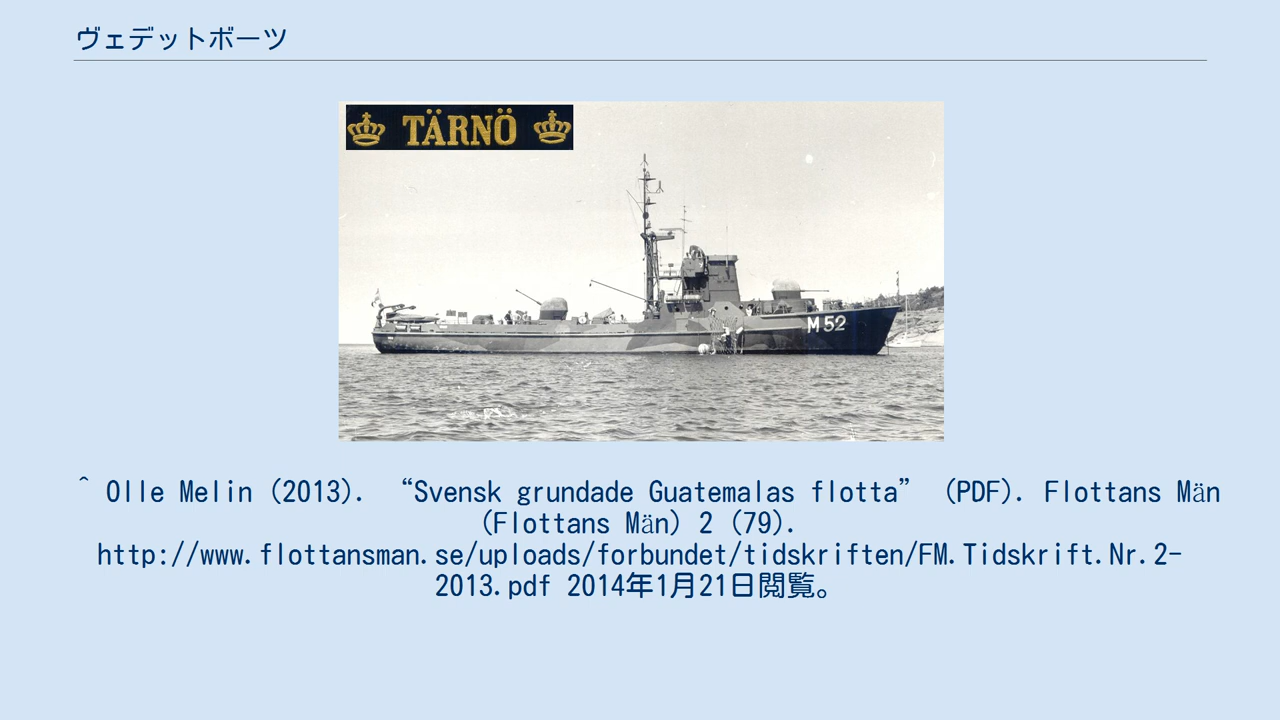 ヴェデットボーツ
TÄRNÖ
M52
^ Olle Melin (2013). “Svensk grundade Guatemalas flotta” (PDF). Flottans Män
(Flottans Män) 2 (79).
http://www.flottansman.se/uploads/forbundet/tidskriften/FM.Tidskrift.Nr.2-
2013.pdf 2014年1月21日閲覧。